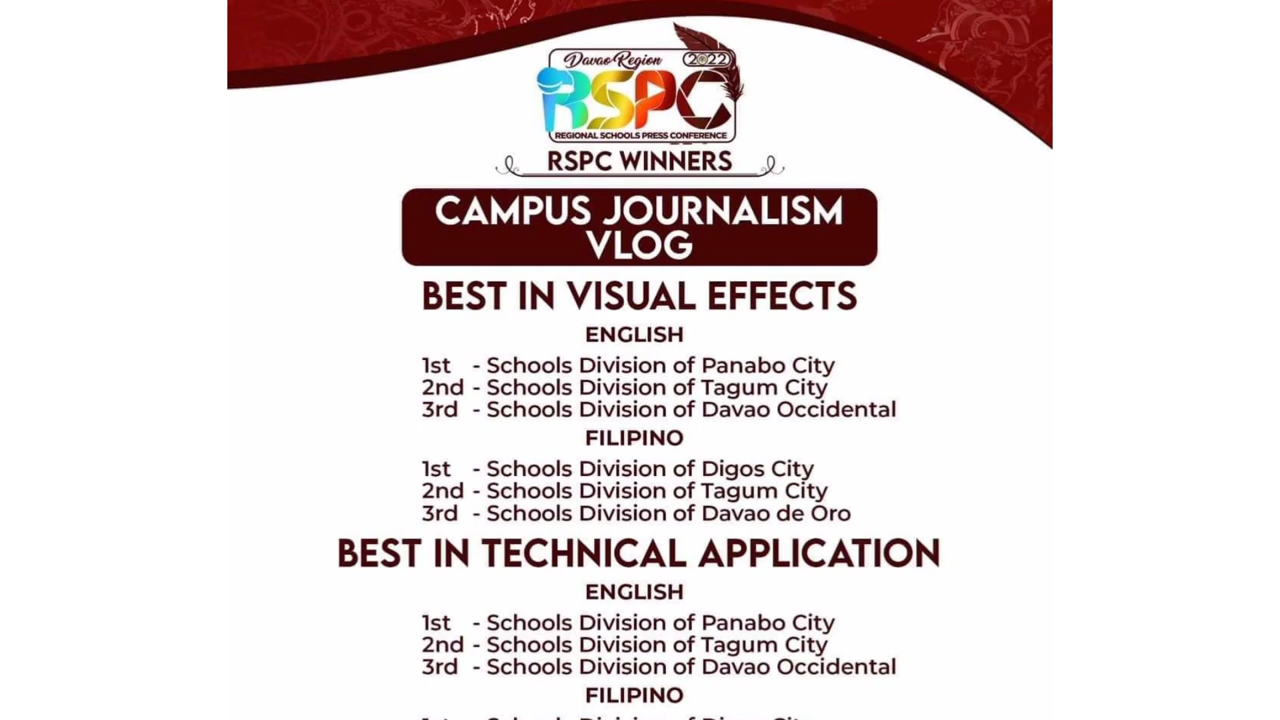 Davao Region 2022
RSPC
REGIONAL SCHOOLS PRESS CONFERENCE
RSPC WINNERS
CAMPUS JOURNALISM
VLOG
BEST IN VISUAL EFFECTS
ENGLISH
1st - Schools Division of Panabo City
2nd - Schools Division of Tagum City
3rd - Schools Division of Davao Occidental
FILIPINO
1st - Schools Division of Digos City
2nd - Schools Division of Tagum City
3rd - Schools Division of Davao de Oro
BEST IN TECHNICAL APPLICATION
ENGLISH
1st - Schools Division of Panabo City
2nd - Schools Division of Tagum City
3rd - Schools Division of Davao Occidental
FILIPINO